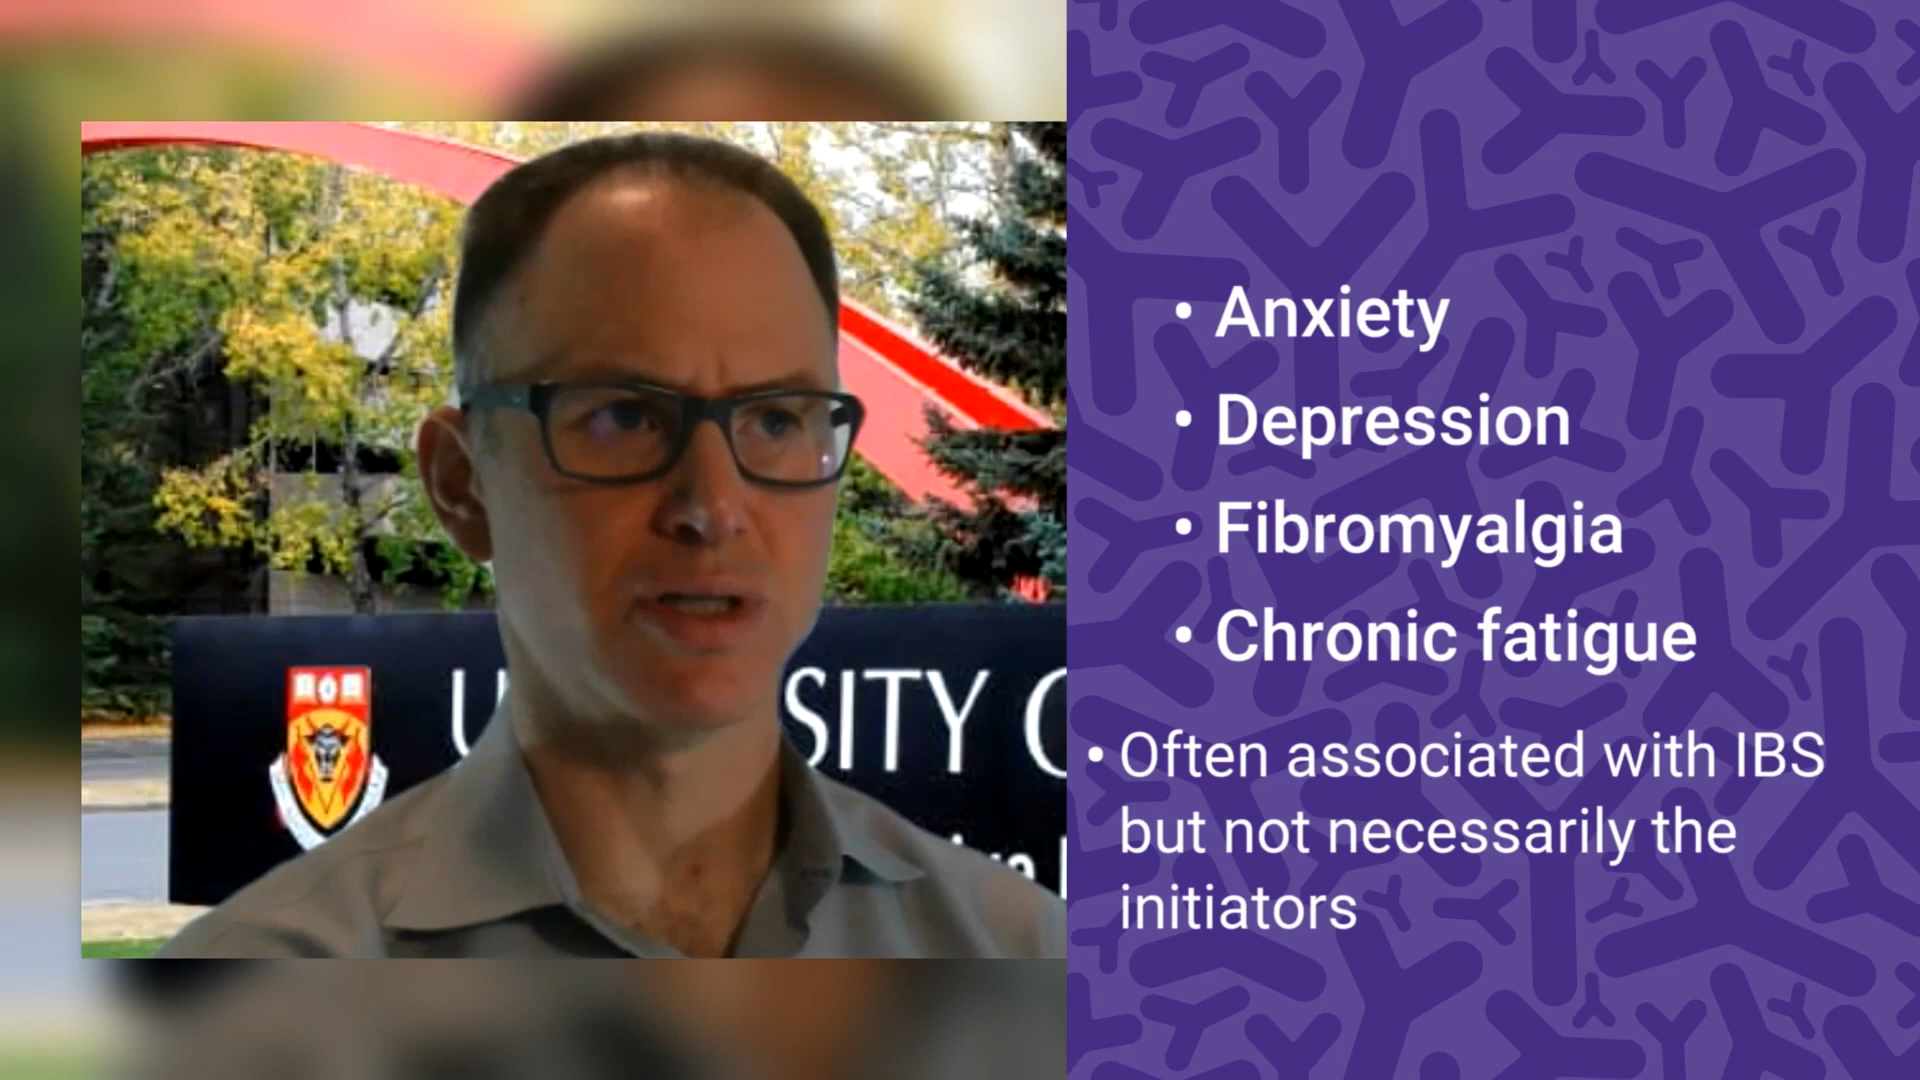 U SITY O
• Anxiety
• Depression
• Fibromyalgia
• Chronic fatigue
• Often associated with IBS
but not necessarily the
initiators